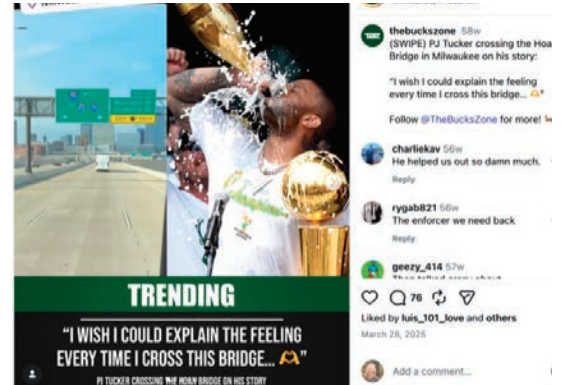 TRENDING
“I WISH I COULD EXPLAIN THE FEELING
EVERY TIME I CROSS THIS BRIDGE... 🫶”
PJ TUCKER CROSSING THE HOAN BRIDGE ON HIS STORY
thebuckszone 58w
(SWIPE) PJ Tucker crossing the Hoan
Bridge in Milwaukee on his story:
“I wish I could explain the feeling
every time I cross this bridge... 🫶”
Follow @TheBucksZone for more!
charliekav 56w
He helped us out so damn much.
Reply
rygab821 56w
The enforcer we need back
Reply
geezy_414 57w
76
Liked by luis_101_love and others
March 28, 2025
Add a comment...